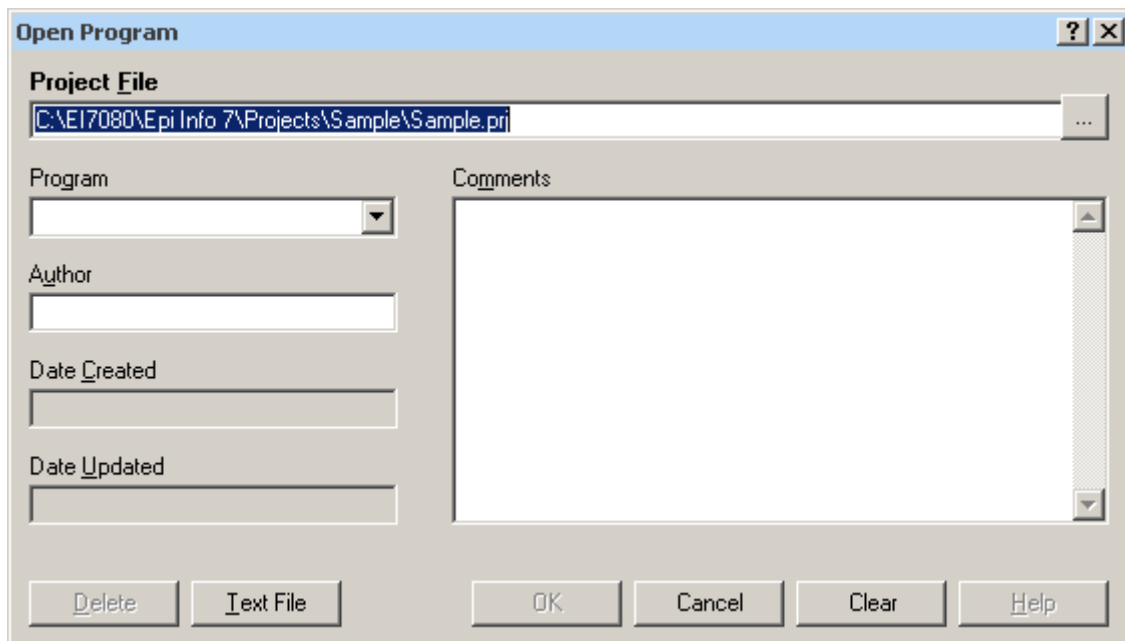 Open Program
Project File
C:\EI7080\Epi Info 7\Projects\Sample\Sample.prj
...
Program
Comments
Author
Date Created
Date Updated
Delete
Text File
OK
Cancel
Clear
Help